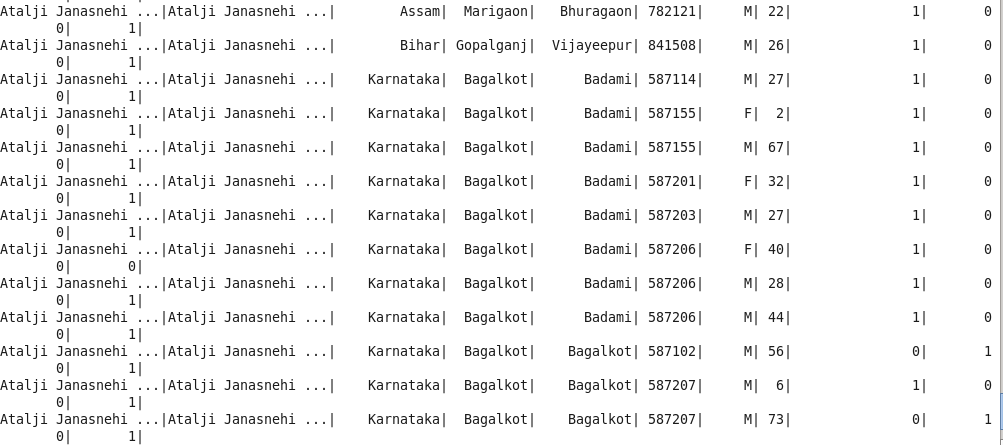 Atalji Janasnehi ...|Atalji Janasnehi ...|        Assam|  Marigaon|   Bhuragaon| 782121|     M| 22|               1|       0
       0|       1|
Atalji Janasnehi ...|Atalji Janasnehi ...|        Bihar| Gopalganj|  Vijayeepur| 841508|     M| 26|               1|       0
       0|       1|
Atalji Janasnehi ...|Atalji Janasnehi ...|    Karnataka|  Bagalkot|      Badami| 587114|     M| 27|               1|       0
       0|       1|
Atalji Janasnehi ...|Atalji Janasnehi ...|    Karnataka|  Bagalkot|      Badami| 587155|     F|  2|               1|       0
       0|       1|
Atalji Janasnehi ...|Atalji Janasnehi ...|    Karnataka|  Bagalkot|      Badami| 587155|     M| 67|               1|       0
       0|       1|
Atalji Janasnehi ...|Atalji Janasnehi ...|    Karnataka|  Bagalkot|      Badami| 587201|     F| 32|               1|       0
       0|       1|
Atalji Janasnehi ...|Atalji Janasnehi ...|    Karnataka|  Bagalkot|      Badami| 587203|     M| 27|               1|       0
       0|       1|
Atalji Janasnehi ...|Atalji Janasnehi ...|    Karnataka|  Bagalkot|      Badami| 587206|     F| 40|               1|       0
       0|       0|
Atalji Janasnehi ...|Atalji Janasnehi ...|    Karnataka|  Bagalkot|      Badami| 587206|     M| 28|               1|       0
       0|       1|
Atalji Janasnehi ...|Atalji Janasnehi ...|    Karnataka|  Bagalkot|      Badami| 587206|     M| 44|               1|       0
       0|       1|
Atalji Janasnehi ...|Atalji Janasnehi ...|    Karnataka|  Bagalkot|    Bagalkot| 587102|     M| 56|               0|       1
       0|       1|
Atalji Janasnehi ...|Atalji Janasnehi ...|    Karnataka|  Bagalkot|    Bagalkot| 587207|     M|  6|               1|       0
       0|       1|
Atalji Janasnehi ...|Atalji Janasnehi ...|    Karnataka|  Bagalkot|    Bagalkot| 587207|     M| 73|               0|       1
       0|       1|